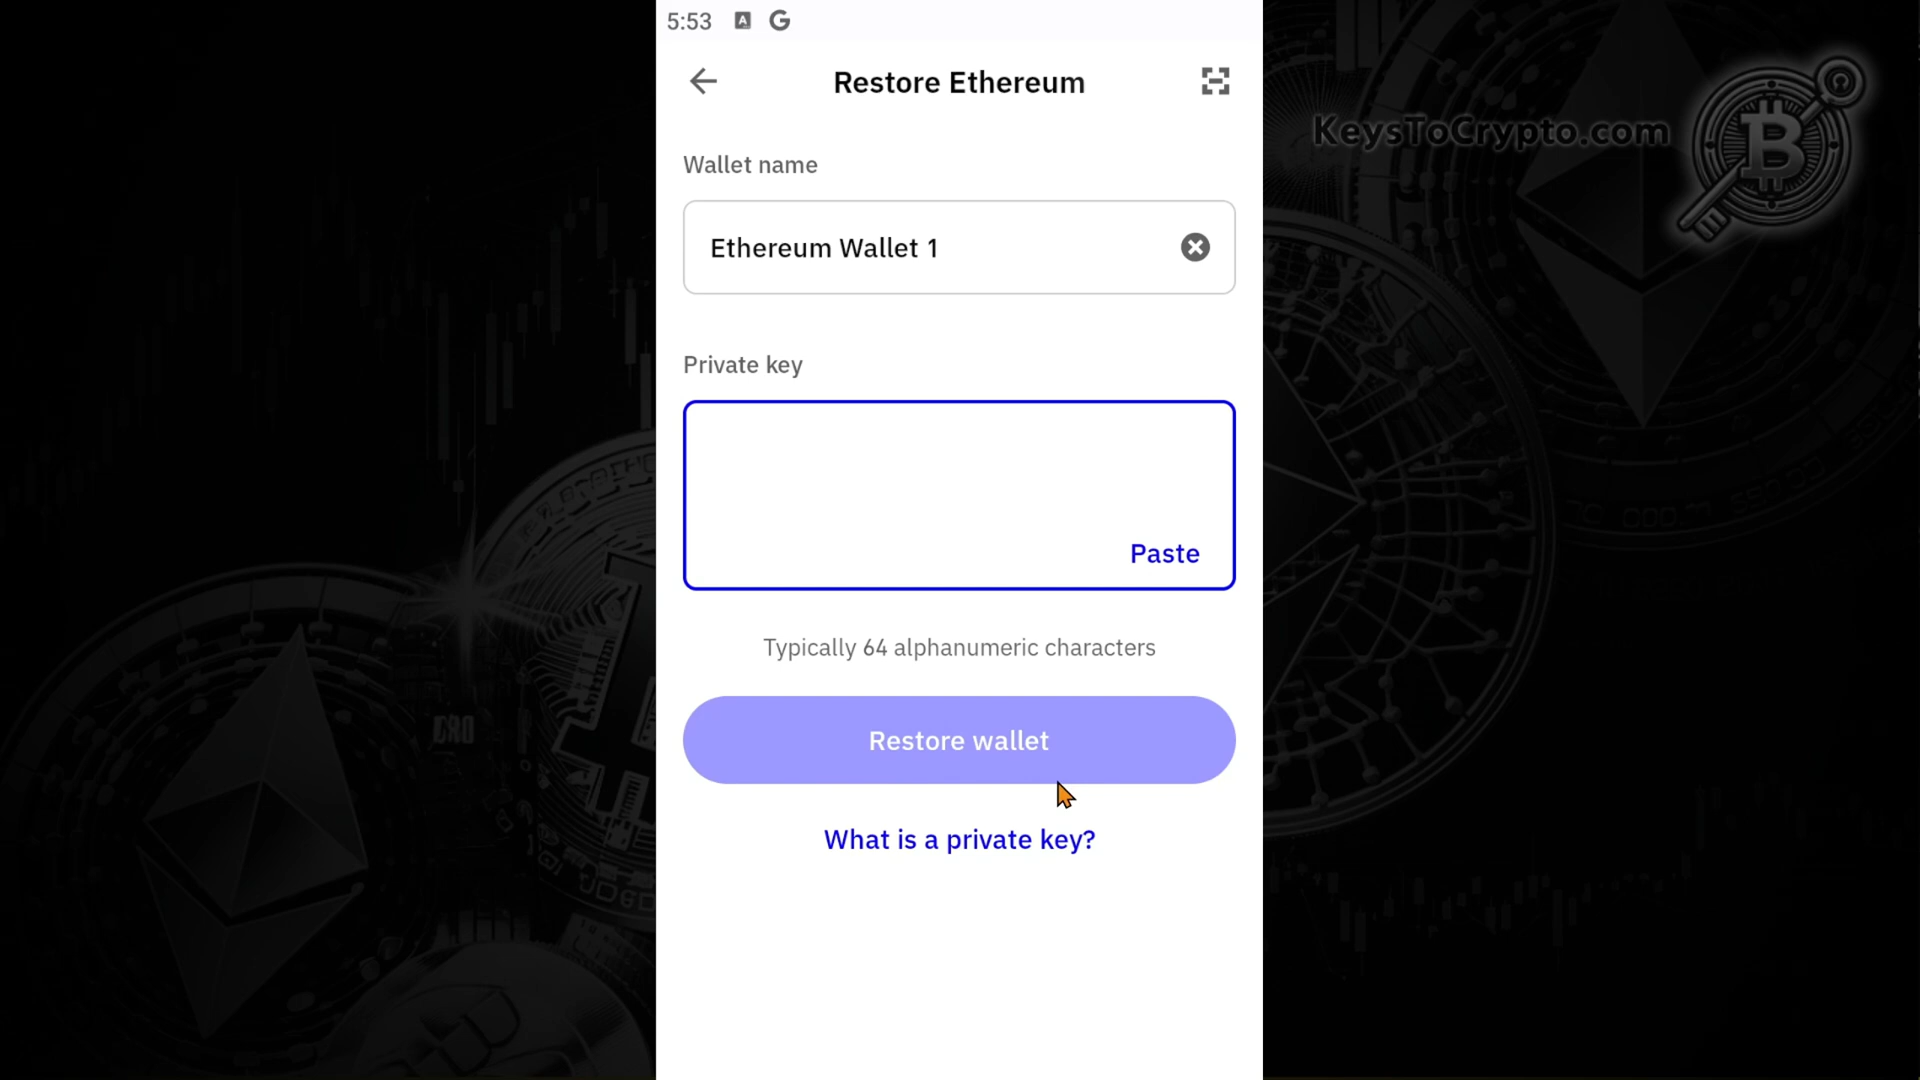 5:53
Restore Ethereum
KeysToCrypto.com
Wallet name
Ethereum Wallet 1
Private key
Paste
Typically 64 alphanumeric characters
Restore wallet
What is a private key?